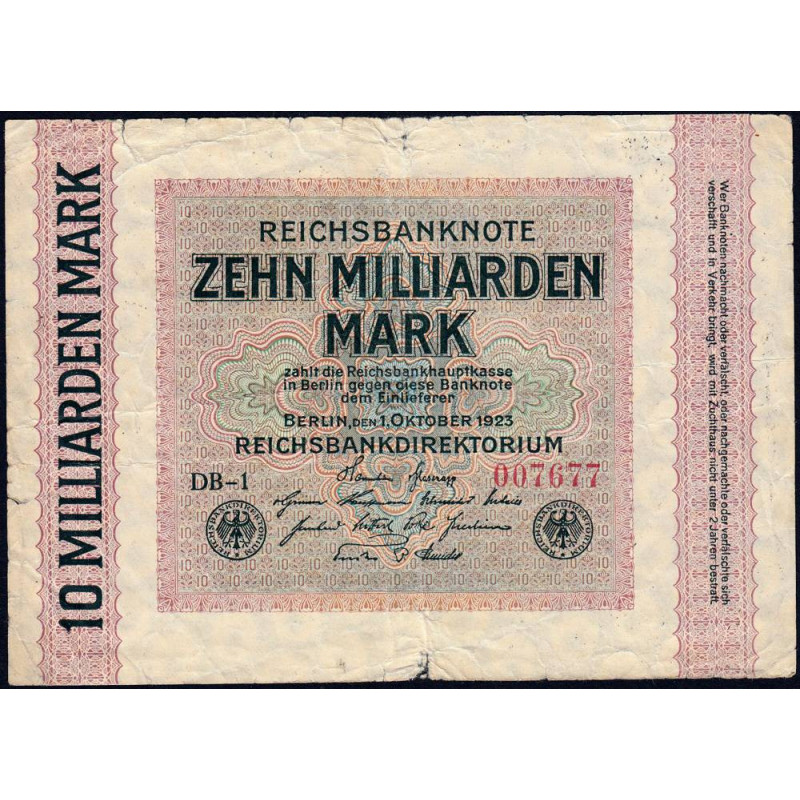 10 MILLIARDEN MARK
REICHSBANKNOTE
ZEHN MILLIARDEN
MARK
zahlt die Reichsbankhauptkasse
in Berlin gegen diese Banknote
dem Einlieferer
BERLIN, DEN 1. OKTOBER 1923
REICHSBANKDIREKTORIUM
DB-1
007677
REICHSBANKDIREKTORIUM
REICHSBANKDIREKTORIUM
Wer Banknoten nachmacht oder verfälscht, oder nachgemachte oder verfälschte sich
verschafft und in Verkehr bringt, wird mit Zuchthaus nicht unter 2 Jahren bestraft.